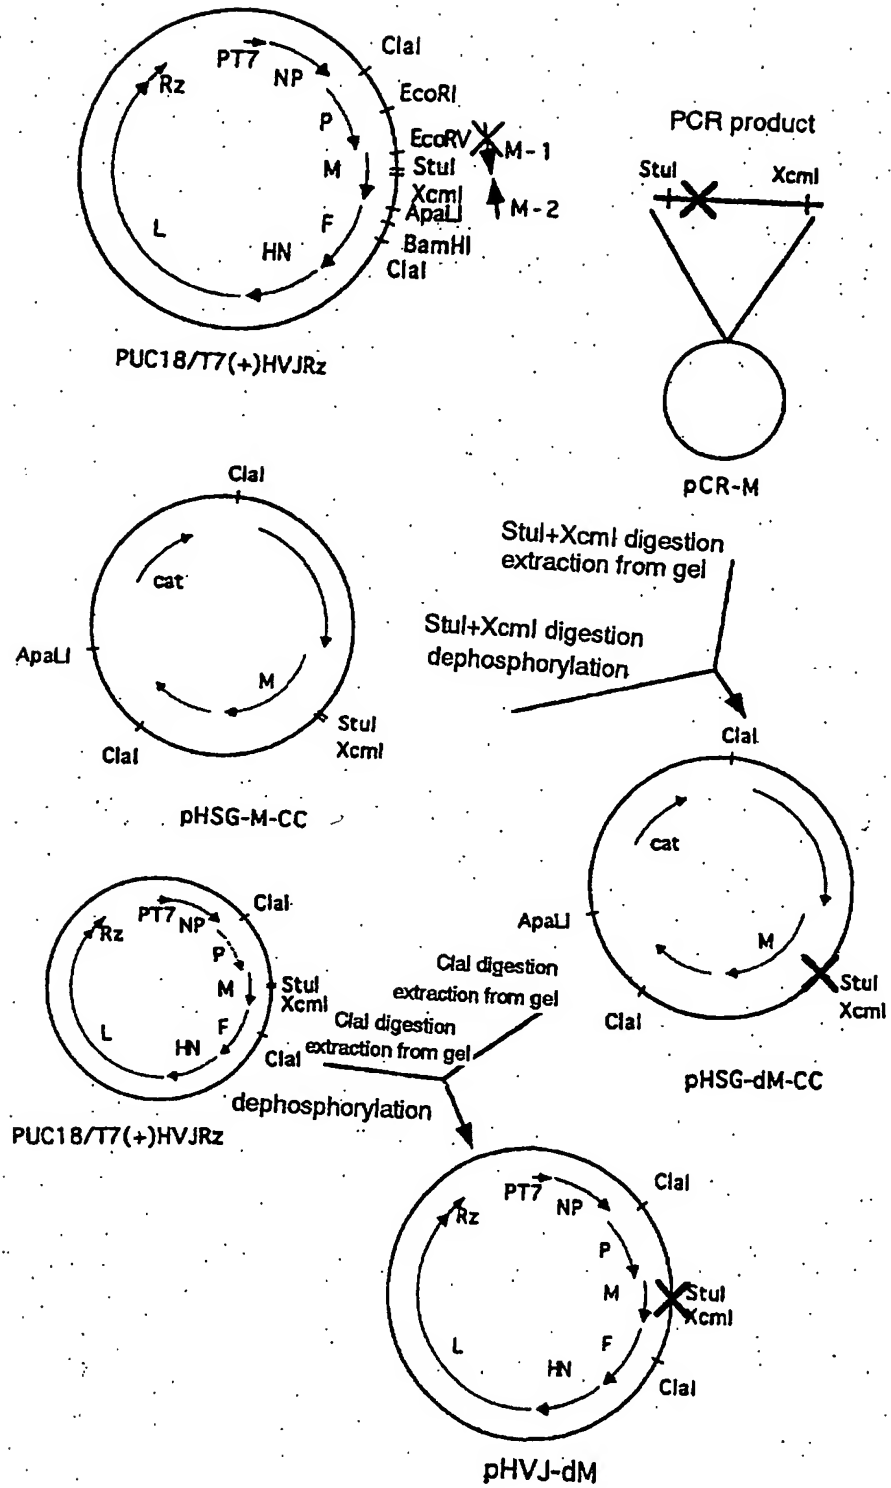 PT7
NP
ClaI
Rz
EcoRI
P
EcoRV
M-1
M
StuI
XcmI
ApaLI
M-2
F
L
HN
BamHI
ClaI
PUC18/T7(+)HVJRz
PCR product
StuI
XcmI
pCR-M
ClaI
cat
ApaLI
M
StuI
XcmI
ClaI
pHSG-M-CC
StuI+XcmI digestion
extraction from gel
StuI+XcmI digestion
dephosphorylation
ClaI
cat
ApaLI
M
StuI
XcmI
ClaI
pHSG-dM-CC
PT7
NP
ClaI
Rz
P
M
StuI
XcmI
F
L
HN
ClaI
PUC18/T7(+)HVJRz
ClaI digestion
extraction from gel
ClaI digestion
extraction from gel
dephosphorylation
PT7
NP
ClaI
Rz
P
M
StuI
XcmI
F
L
HN
ClaI
pHVJ-dM